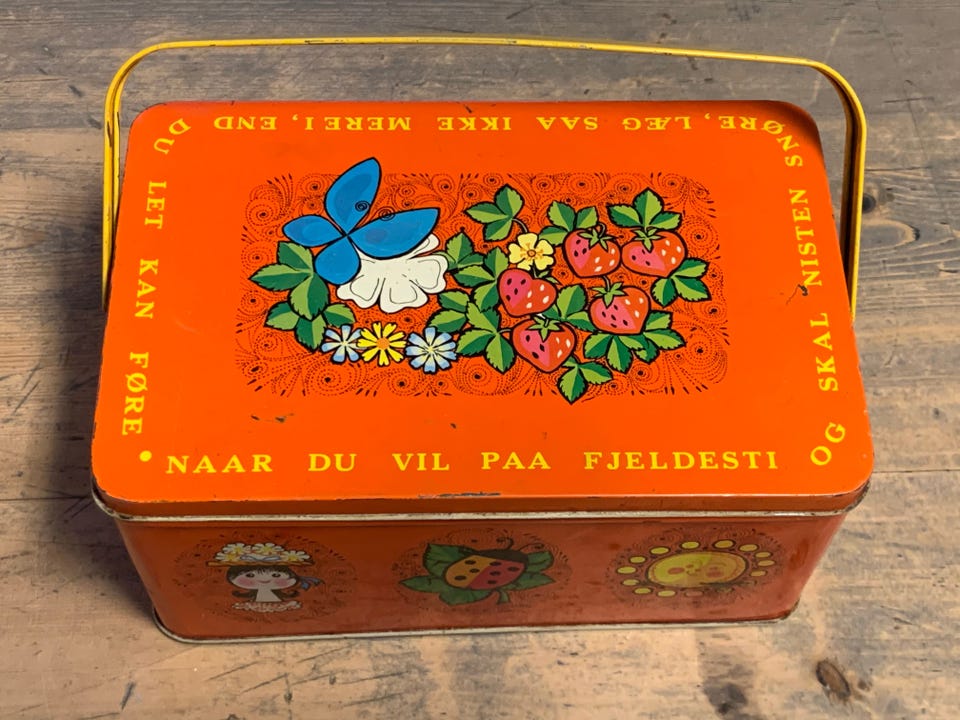 NAAR DU VIL PAA FJELDESTI
OG SKAL NISTEN SNØRE,
LÆG SAA IKKE MERE I, END
DU LET KAN FØRE •